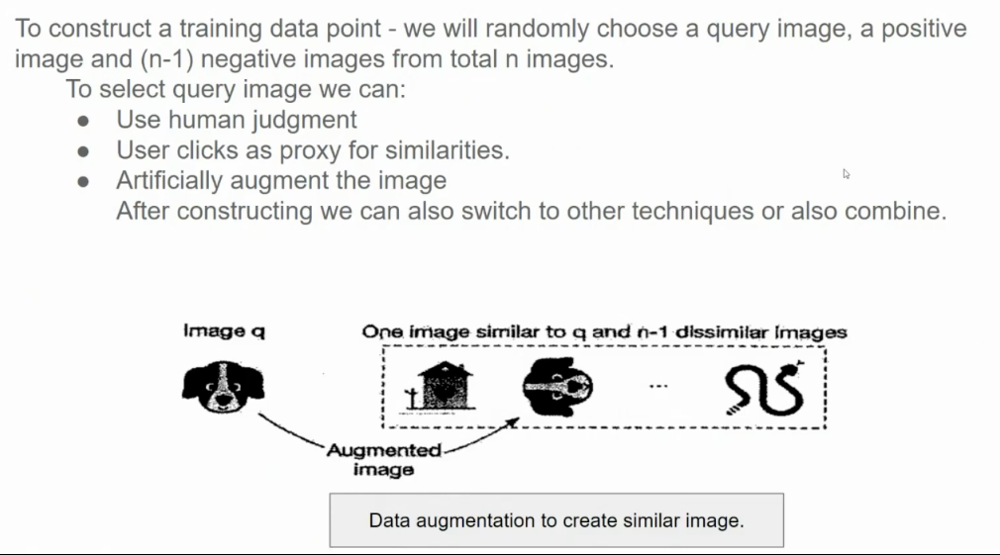 To construct a training data point - we will randomly choose a query image, a positive
image and (n-1) negative images from total n images.
To select query image we can:
● Use human judgment
● User clicks as proxy for similarities.
● Artificially augment the image
After constructing we can also switch to other techniques or also combine.
Image q
One image similar to q and n-1 dissimilar images
...
Augmented
image
Data augmentation to create similar image.